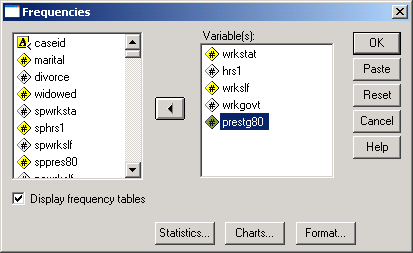 Frequencies
caseid
marital
divorce
widowed
spwrksta
sphrs1
spwrkslf
sppres80
Variable(s):
wrkstat
hrs1
wrkslf
wrkgovt
prestg80
OK
Paste
Reset
Cancel
Help
Display frequency tables
Statistics...
Charts...
Format...